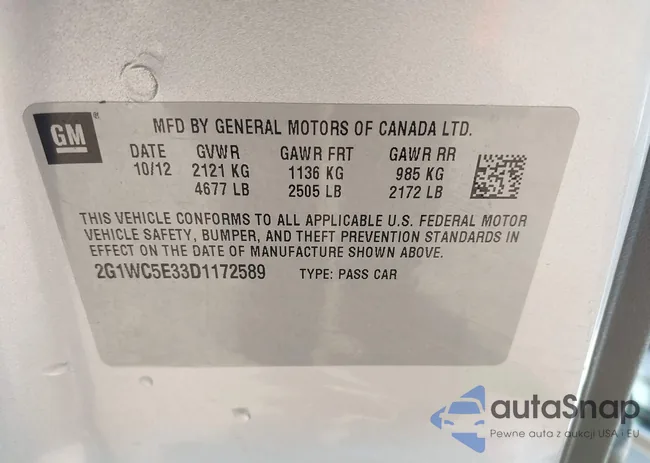 GM ®
MFD BY GENERAL MOTORS OF CANADA LTD.
DATE GVWR GAWR FRT GAWR RR
10/12 2121 KG 1136 KG 985 KG
4677 LB 2505 LB 2172 LB
THIS VEHICLE CONFORMS TO ALL APPLICABLE U.S. FEDERAL MOTOR
VEHICLE SAFETY, BUMPER, AND THEFT PREVENTION STANDARDS IN
EFFECT ON THE DATE OF MANUFACTURE SHOWN ABOVE.
2G1WC5E33D1172589 TYPE: PASS CAR
autaSnap
Pewne auta z aukcji USA i EU